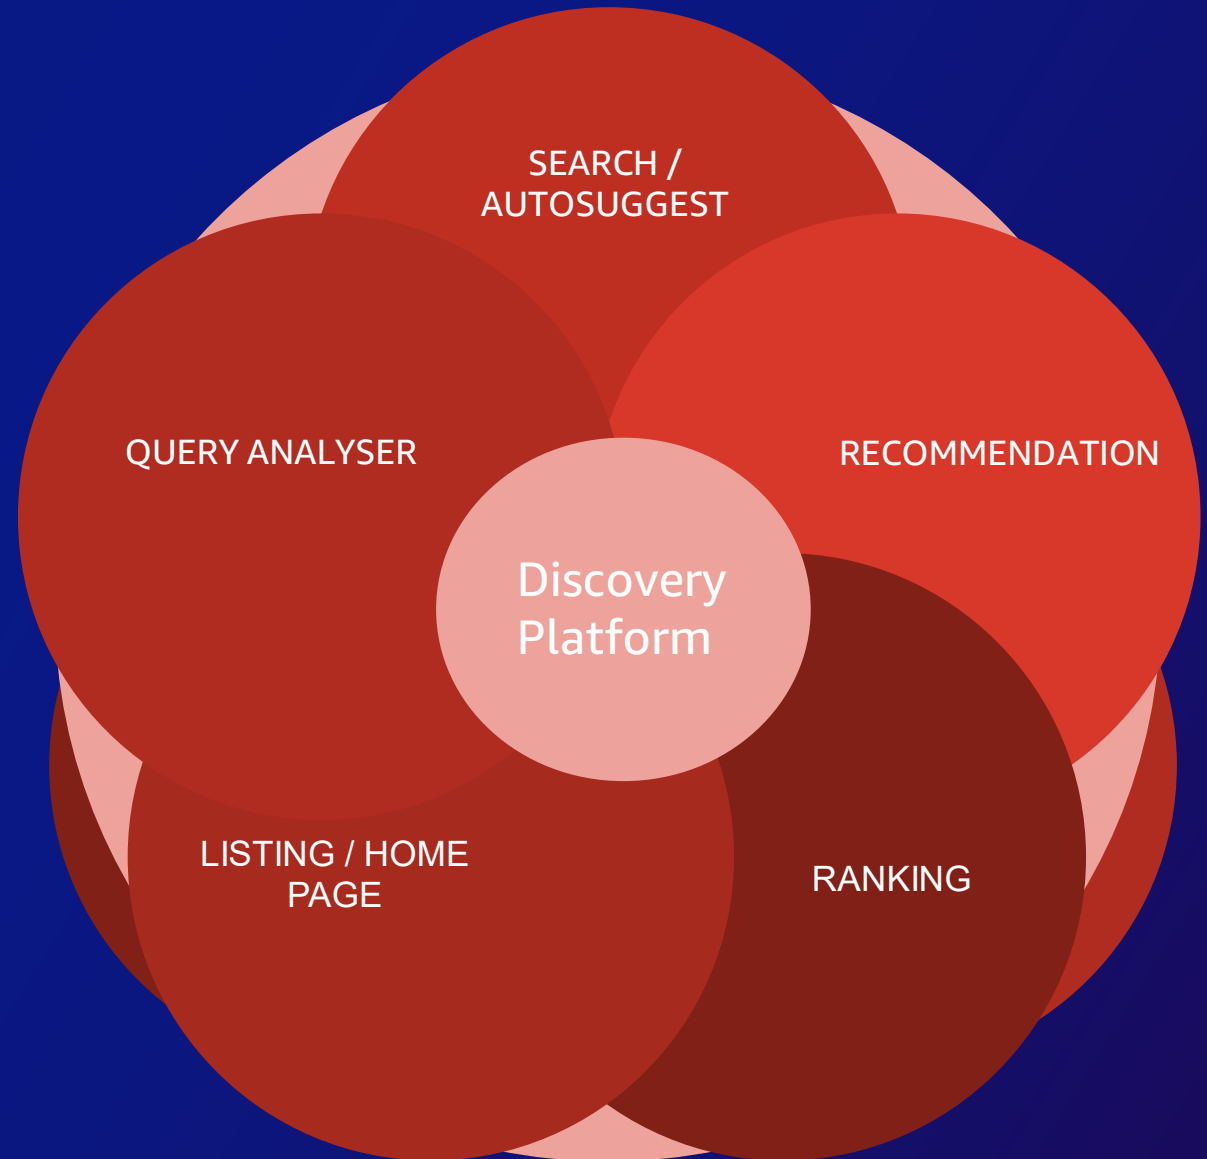 SEARCH /
AUTOSUGGEST
QUERY ANALYSER
RECOMMENDATION
Discovery
Platform
LISTING / HOME
PAGE
RANKING